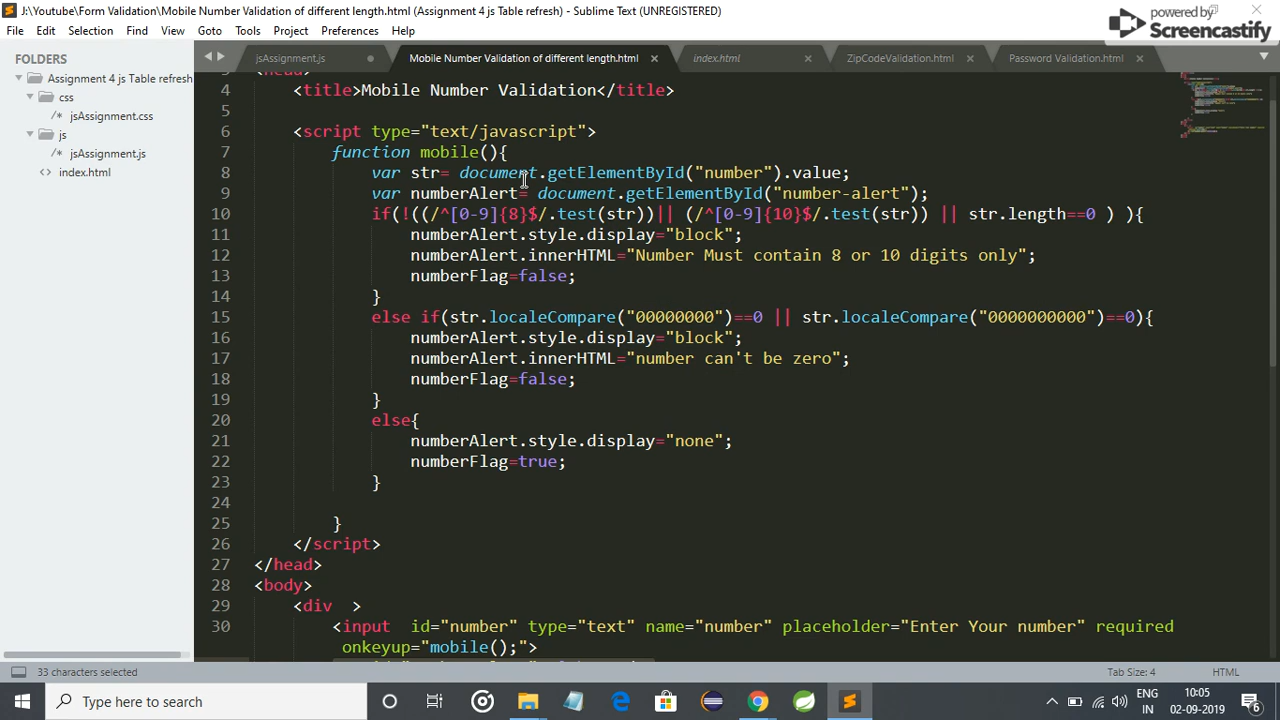 J:\Youtube\Form Validation\Mobile Number Validation of different length.html (Assignment 4 js Table refresh) - Sublime Text (UNREGISTERED)
powered by
Screencastify
File Edit Selection Find View Goto Tools Project Preferences Help
FOLDERS
Assignment 4 js Table refresh
css
/* jsAssignment.css
js
/* jsAssignment.js
index.html
jsAssignment.js
Mobile Number Validation of different length.html
index.html
ZipCodeValidation.html
Password Validation.html
4 <title>Mobile Number Validation</title>
5
6 <script type="text/javascript">
7 function mobile(){
8 var str= document.getElementById("number").value;
9 var numberAlert= document.getElementById("number-alert");
10 if(!((/^[0-9]{8}$/.test(str))|| (/^[0-9]{10}$/.test(str)) || str.length==0 ) ){
11 numberAlert.style.display="block";
12 numberAlert.innerHTML="Number Must contain 8 or 10 digits only";
13 numberFlag=false;
14 }
15 else if(str.localeCompare("00000000")==0 || str.localeCompare("0000000000")==0){
16 numberAlert.style.display="block";
17 numberAlert.innerHTML="number can't be zero";
18 numberFlag=false;
19 }
20 else{
21 numberAlert.style.display="none";
22 numberFlag=true;
23 }
24
25 }
26 </script>
27 </head>
28 <body>
29 <div >
30 <input id="number" type="text" name="number" placeholder="Enter Your number" required
onkeyup="mobile();">
33 characters selected
Tab Size: 4
HTML
Type here to search
ENG
IN
10:05
02-09-2019
6